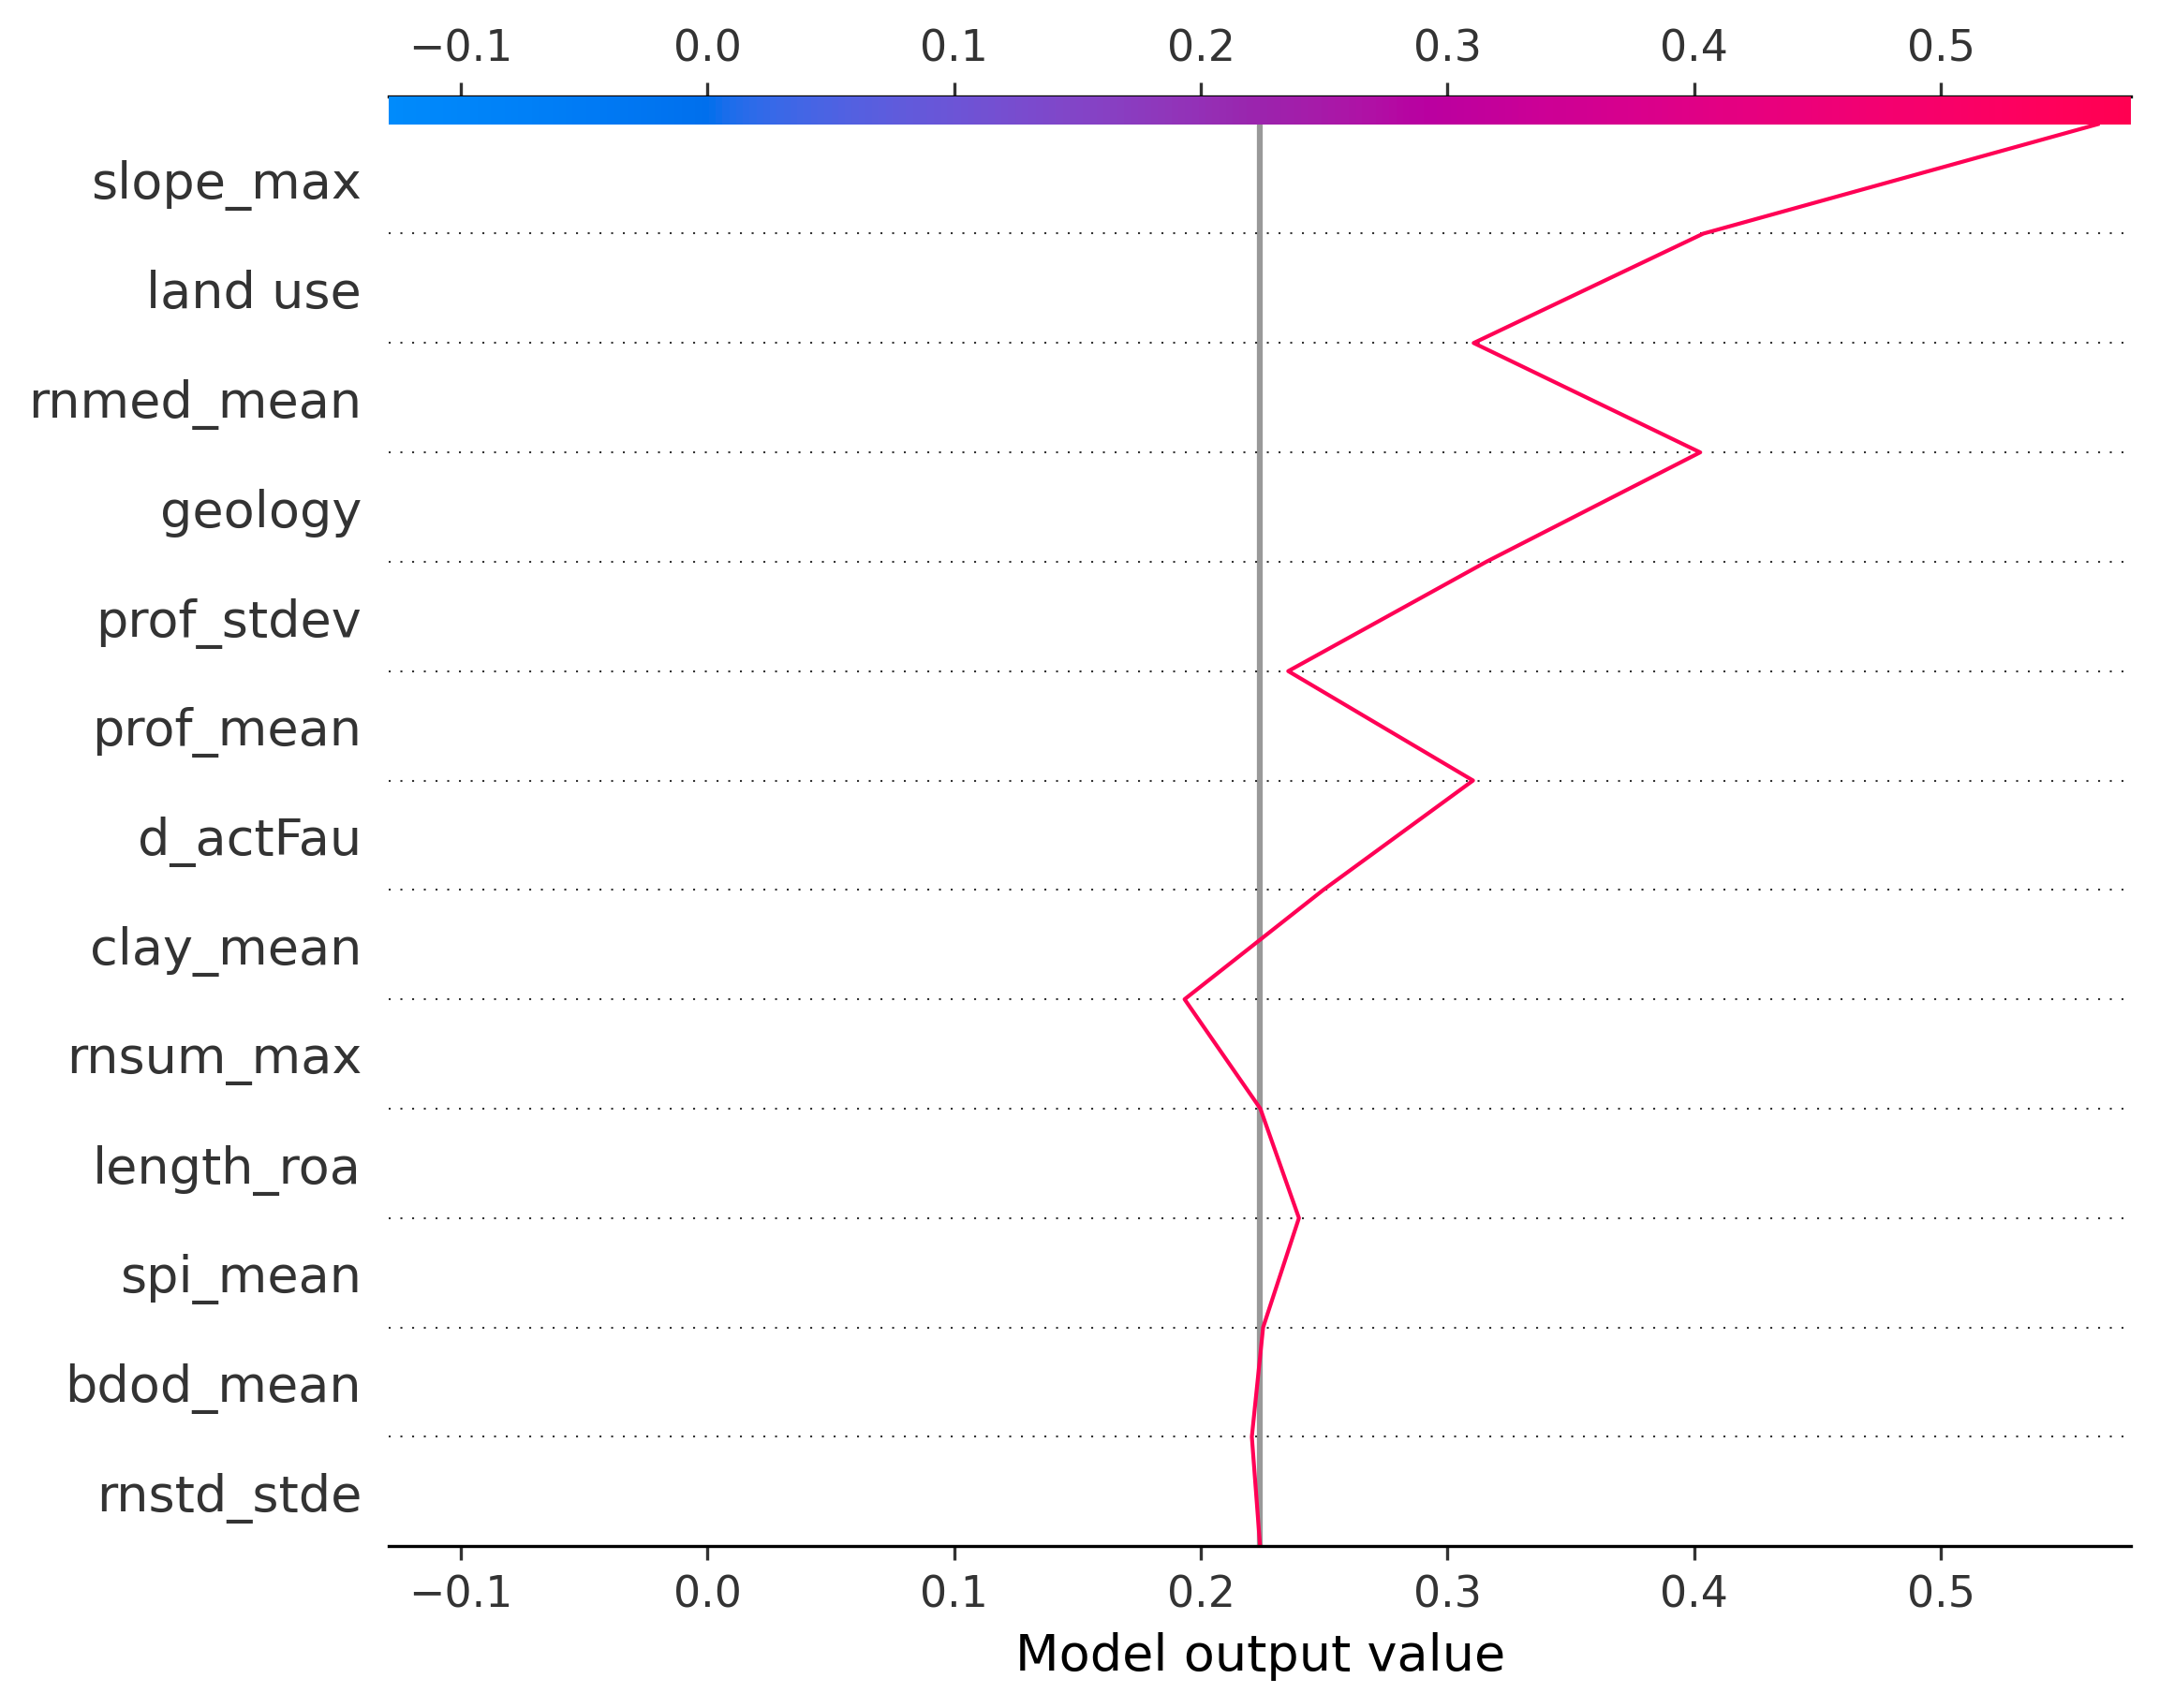 −0.1 0.0 0.1 0.2 0.3 0.4 0.5
slope_max
land use
rnmed_mean
geology
prof_stdev
prof_mean
d_actFau
clay_mean
rnsum_max
length_roa
spi_mean
bdod_mean
rnstd_stde
−0.1 0.0 0.1 0.2 0.3 0.4 0.5
Model output value